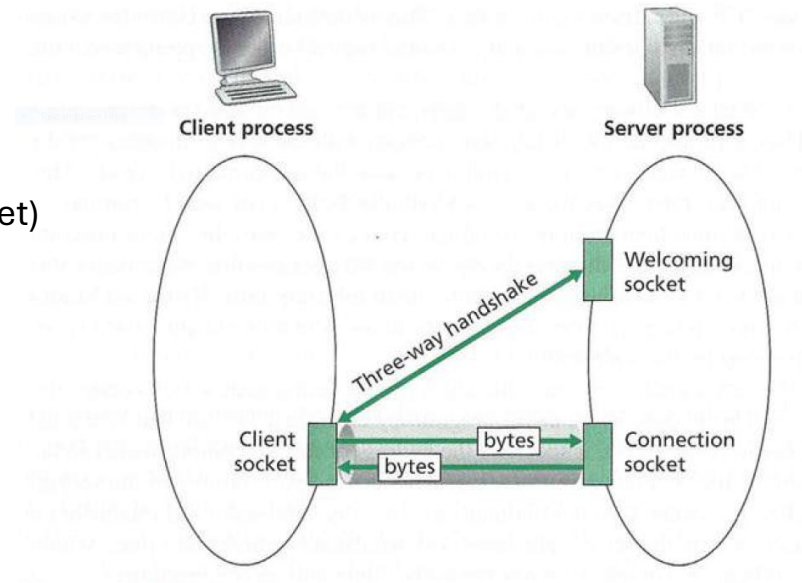 Client process
Server process
et)
Welcoming
socket
Three-way handshake
Client
socket
bytes
bytes
Connection
socket